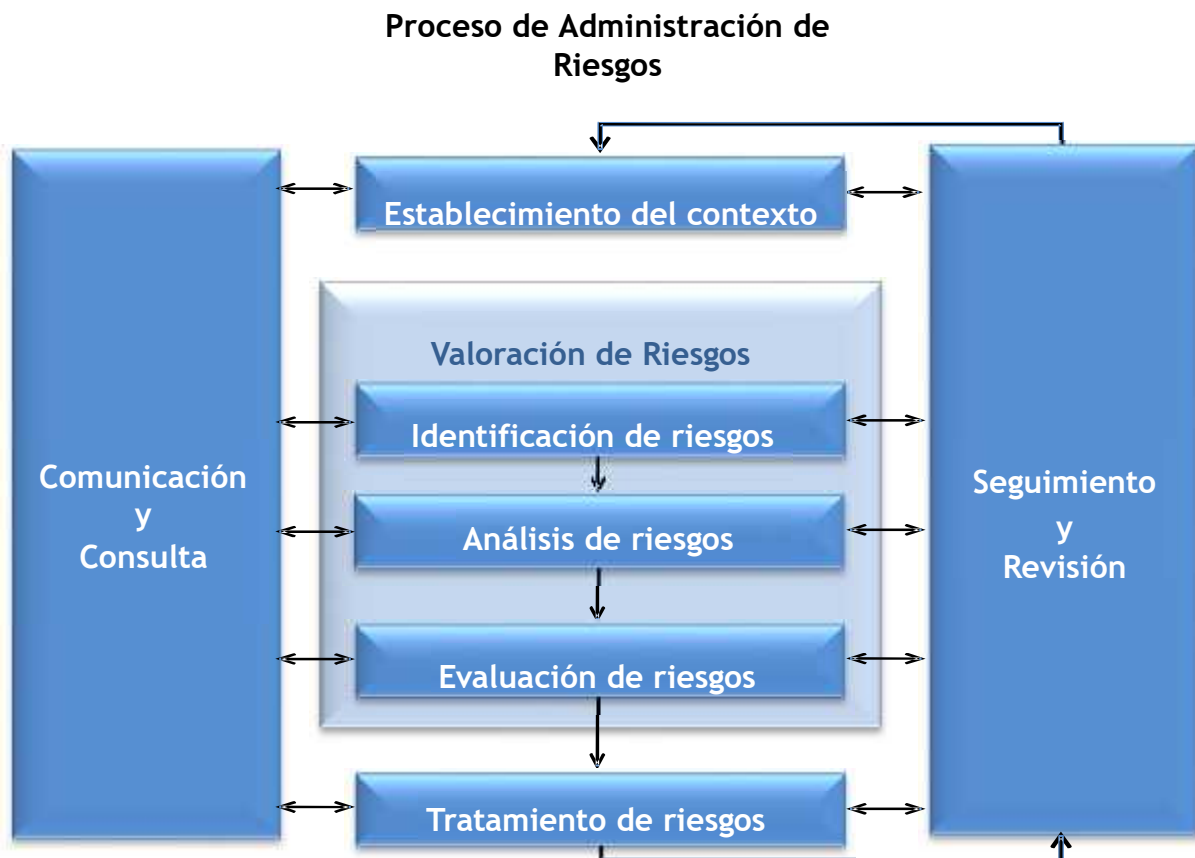 Proceso de Administración de
Riesgos
Establecimiento del contexto
Valoración de Riesgos
Identificación de riesgos
Análisis de riesgos
Evaluación de riesgos
Tratamiento de riesgos
Comunicación
y
Consulta
Seguimiento
y
Revisión